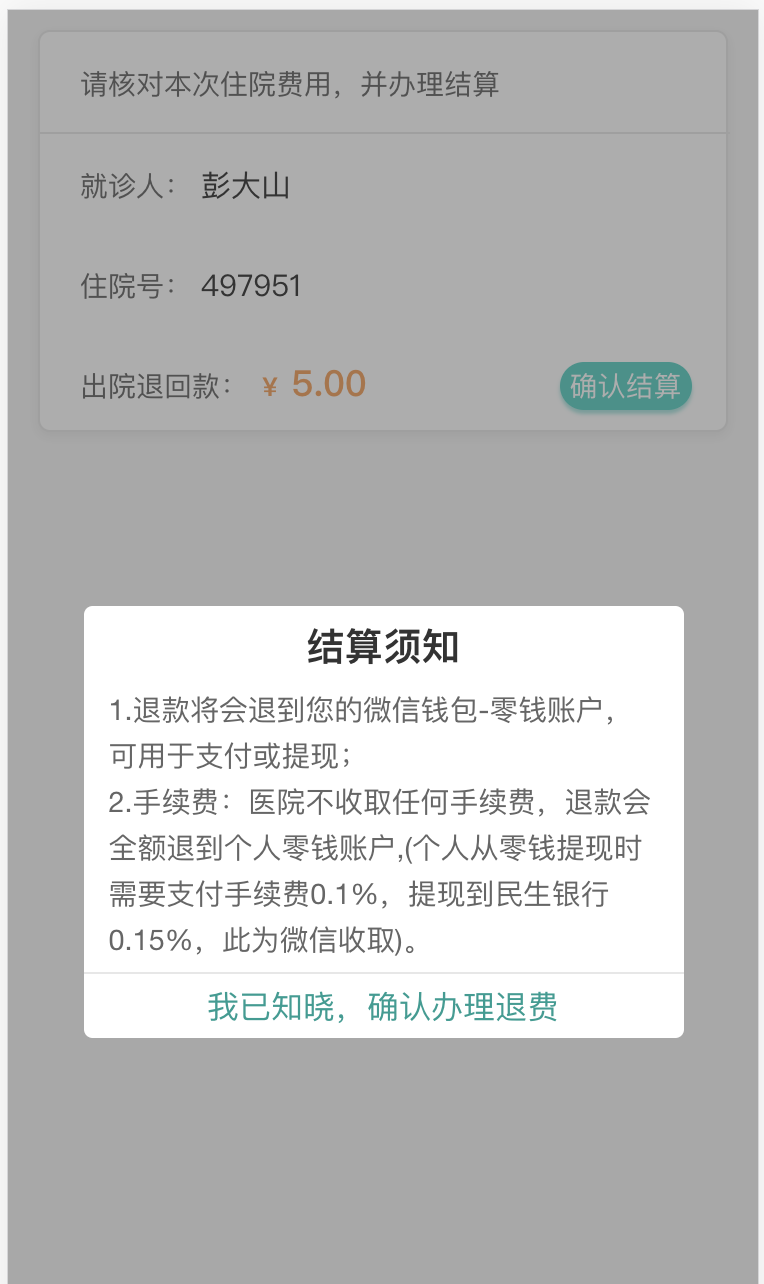 请核对本次住院费用，并办理结算
就诊人： 彭大山
住院号： 497951
出院退回款： ¥ 5.00 确认结算
结算须知
1.退款将会退到您的微信钱包-零钱账户，
可用于支付或提现；
2.手续费：医院不收取任何手续费，退款会
全额退到个人零钱账户,(个人从零钱提现时
需要支付手续费0.1%，提现到民生银行
0.15%，此为微信收取)。
我已知晓，确认办理退费